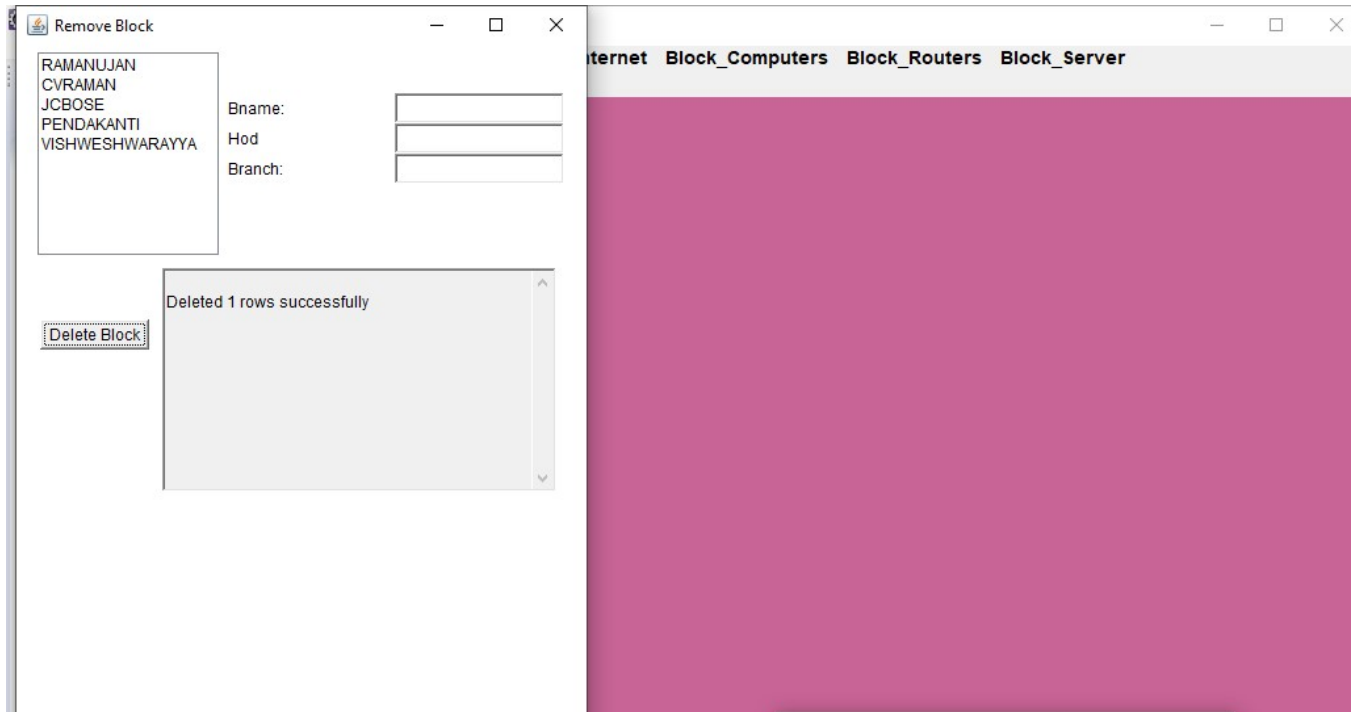 Remove Block
Block_Computers Block_Routers Block_Server
RAMANUJAN
CVRAMAN
JCBOSE
PENDAKANTI
VISHWESHWARAYYA
Bname:
Hod
Branch:
Deleted 1 rows successfully
Delete Block